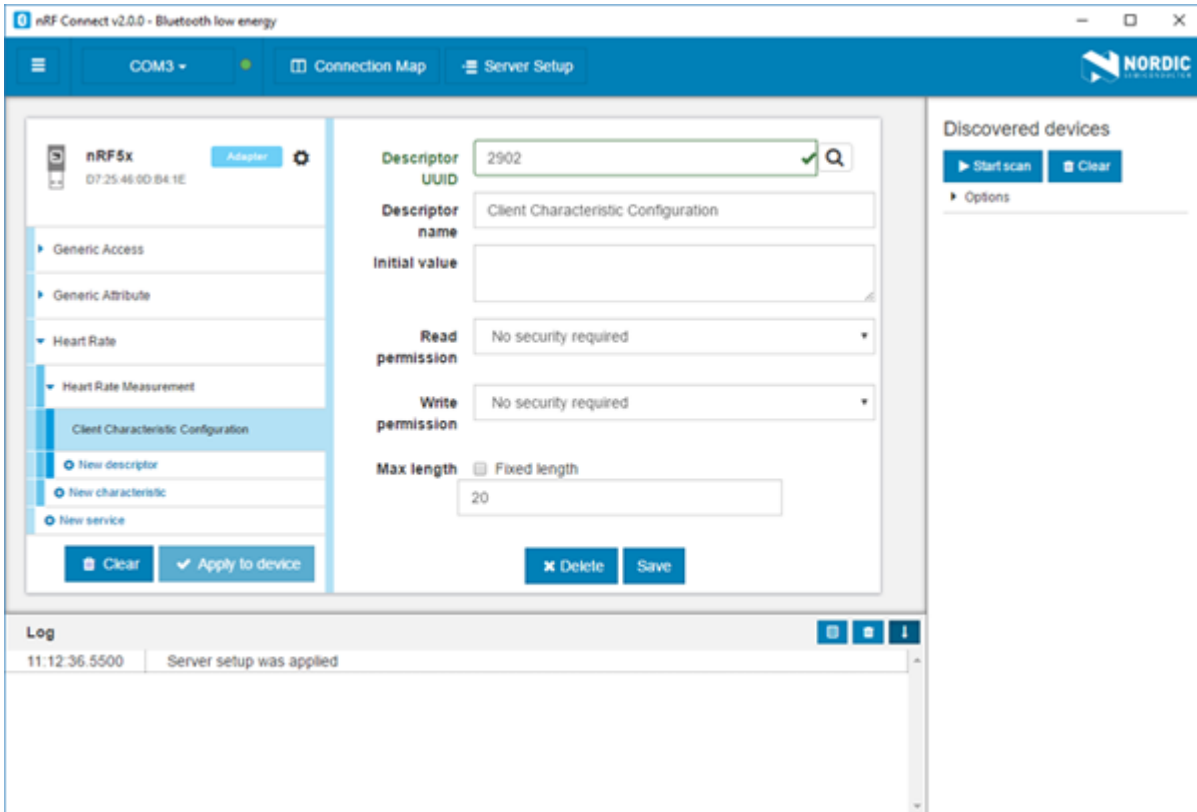 nRF Connect v2.0.0 - Bluetooth low energy
COM3
Connection Map
Server Setup
NORDIC
SEMICONDUCTOR
nRF5x
Adapter
D7:25:46:0D:B4:1E
Generic Access
Generic Attribute
Heart Rate
Heart Rate Measurement
Client Characteristic Configuration
New descriptor
New characteristic
New service
Clear
Apply to device
Descriptor UUID
2902
Descriptor name
Client Characteristic Configuration
Initial value
Read permission
No security required
Write permission
No security required
Max length
Fixed length
20
Delete
Save
Discovered devices
Start scan
Clear
Options
Log
11:12:36.5500 Server setup was applied